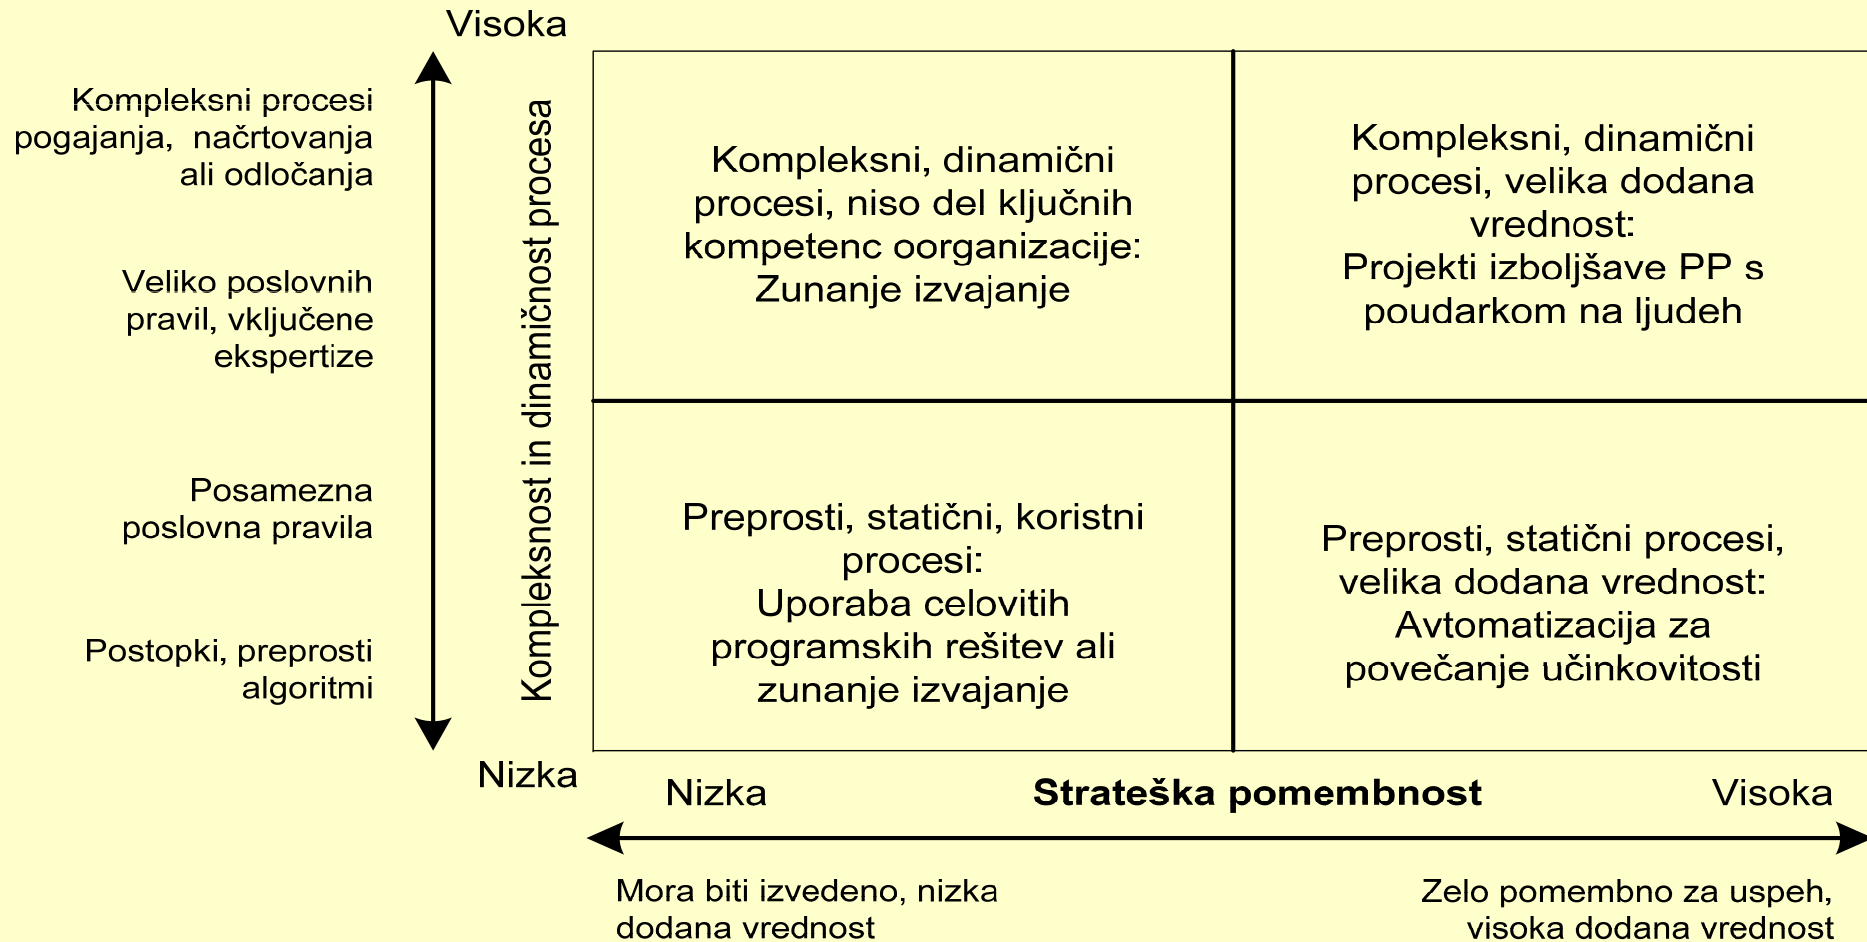 Visoka
Kompleksni procesi
pogajanja, načrtovanja
ali odločanja
Veliko poslovnih
pravil, vključene
ekspertize
Posamezna
poslovna pravila
Postopki, preprosti
algoritmi
Kompleksnost in dinamičnost procesa
Kompleksni, dinamični
procesi, niso del ključnih
kompetenc oorganizacije:
Zunanje izvajanje
Kompleksni, dinamični
procesi, velika dodana
vrednost:
Projekti izboljšave PP s
poudarkom na ljudeh
Preprosti, statični, koristni
procesi:
Uporaba celovitih
programskih rešitev ali
zunanje izvajanje
Preprosti, statični procesi,
velika dodana vrednost:
Avtomatizacija za
povečanje učinkovitosti
Nizka
Nizka
Strateška pomembnost
Visoka
Mora biti izvedeno, nizka
dodana vrednost
Zelo pomembno za uspeh,
visoka dodana vrednost